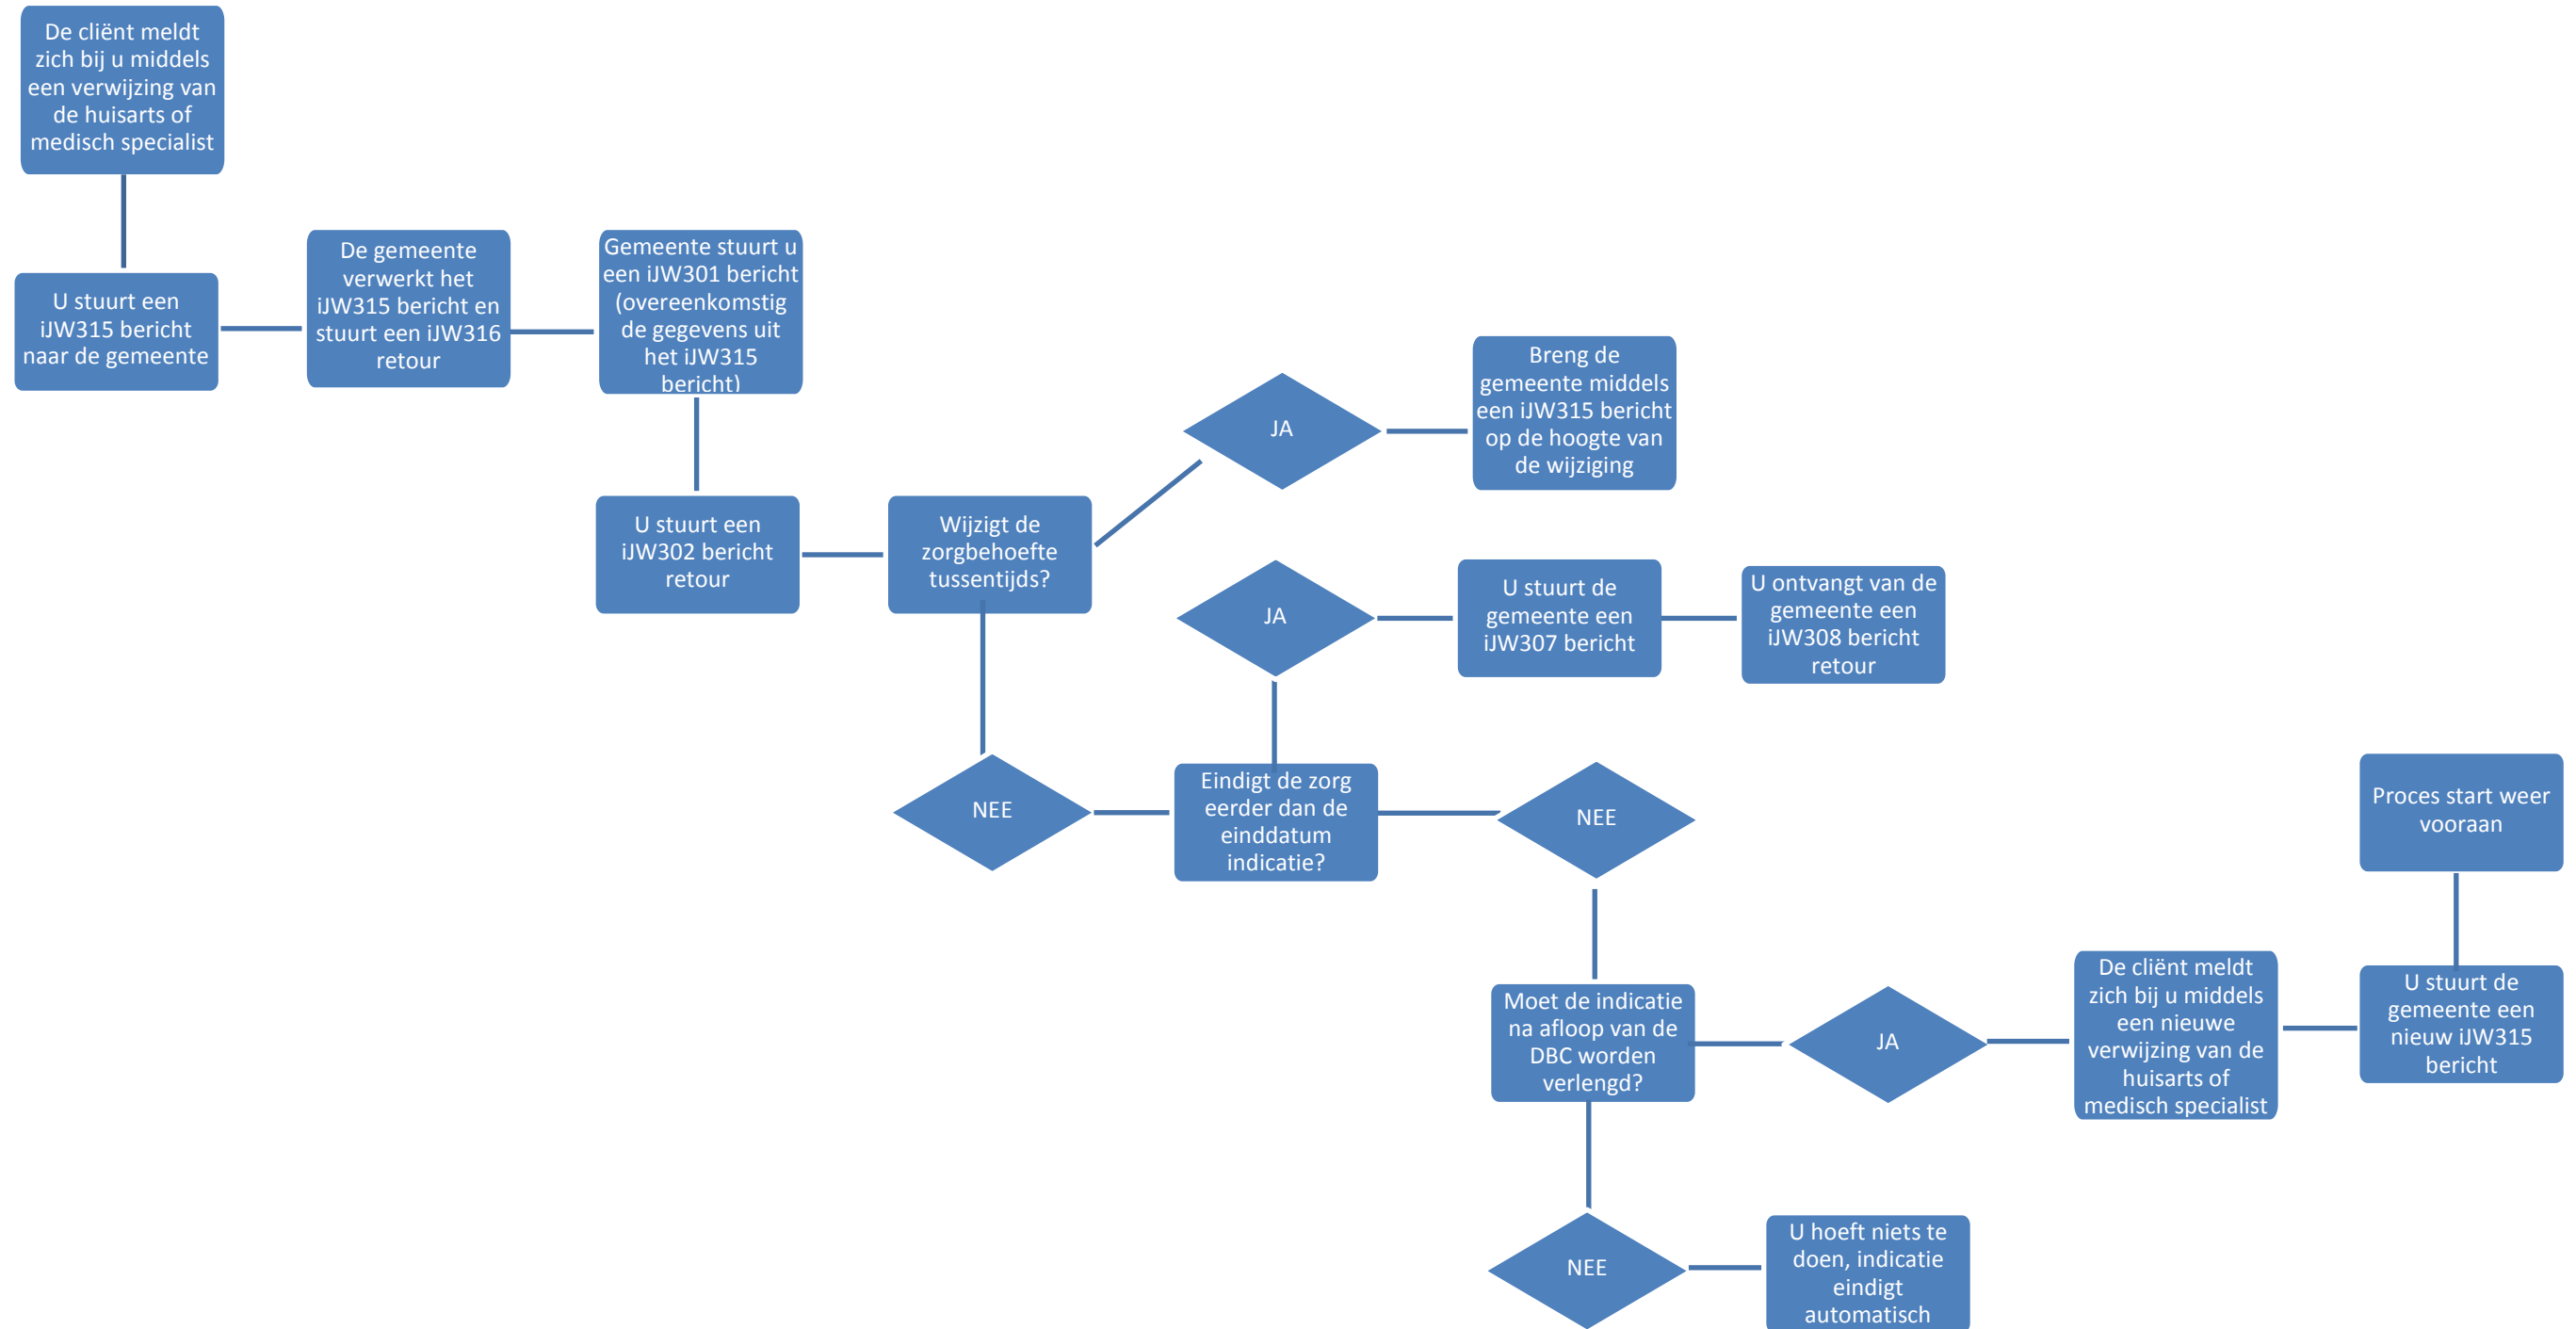 De cliënt meldt
zich bij u middels
een verwijzing van
de huisarts of
medisch specialist
U stuurt een
iJW315 bericht
naar de gemeente
De gemeente
verwerkt het
iJW315 bericht en
stuurt een iJW316
retour
Gemeente stuurt u
een iJW301 bericht
(overeenkomstig
de gegevens uit
het iJW315
bericht)
U stuurt een
iJW302 bericht
retour
Wijzigt de
zorgbehoefte
tussentijds?
JA
Breng de
gemeente middels
een iJW315 bericht
op de hoogte van
de wijziging
NEE
Eindigt de zorg
eerder dan de
einddatum
indicatie?
JA
U stuurt de
gemeente een
iJW307 bericht
U ontvangt van de
gemeente een
iJW308 bericht
retour
NEE
Moet de indicatie
na afloop van de
DBC worden
verlengd?
JA
De cliënt meldt
zich bij u middels
een nieuwe
verwijzing van de
huisarts of
medisch specialist
U stuurt de
gemeente een
nieuw iJW315
bericht
Proces start weer
vooraan
NEE
U hoeft niets te
doen, indicatie
eindigt
automatisch